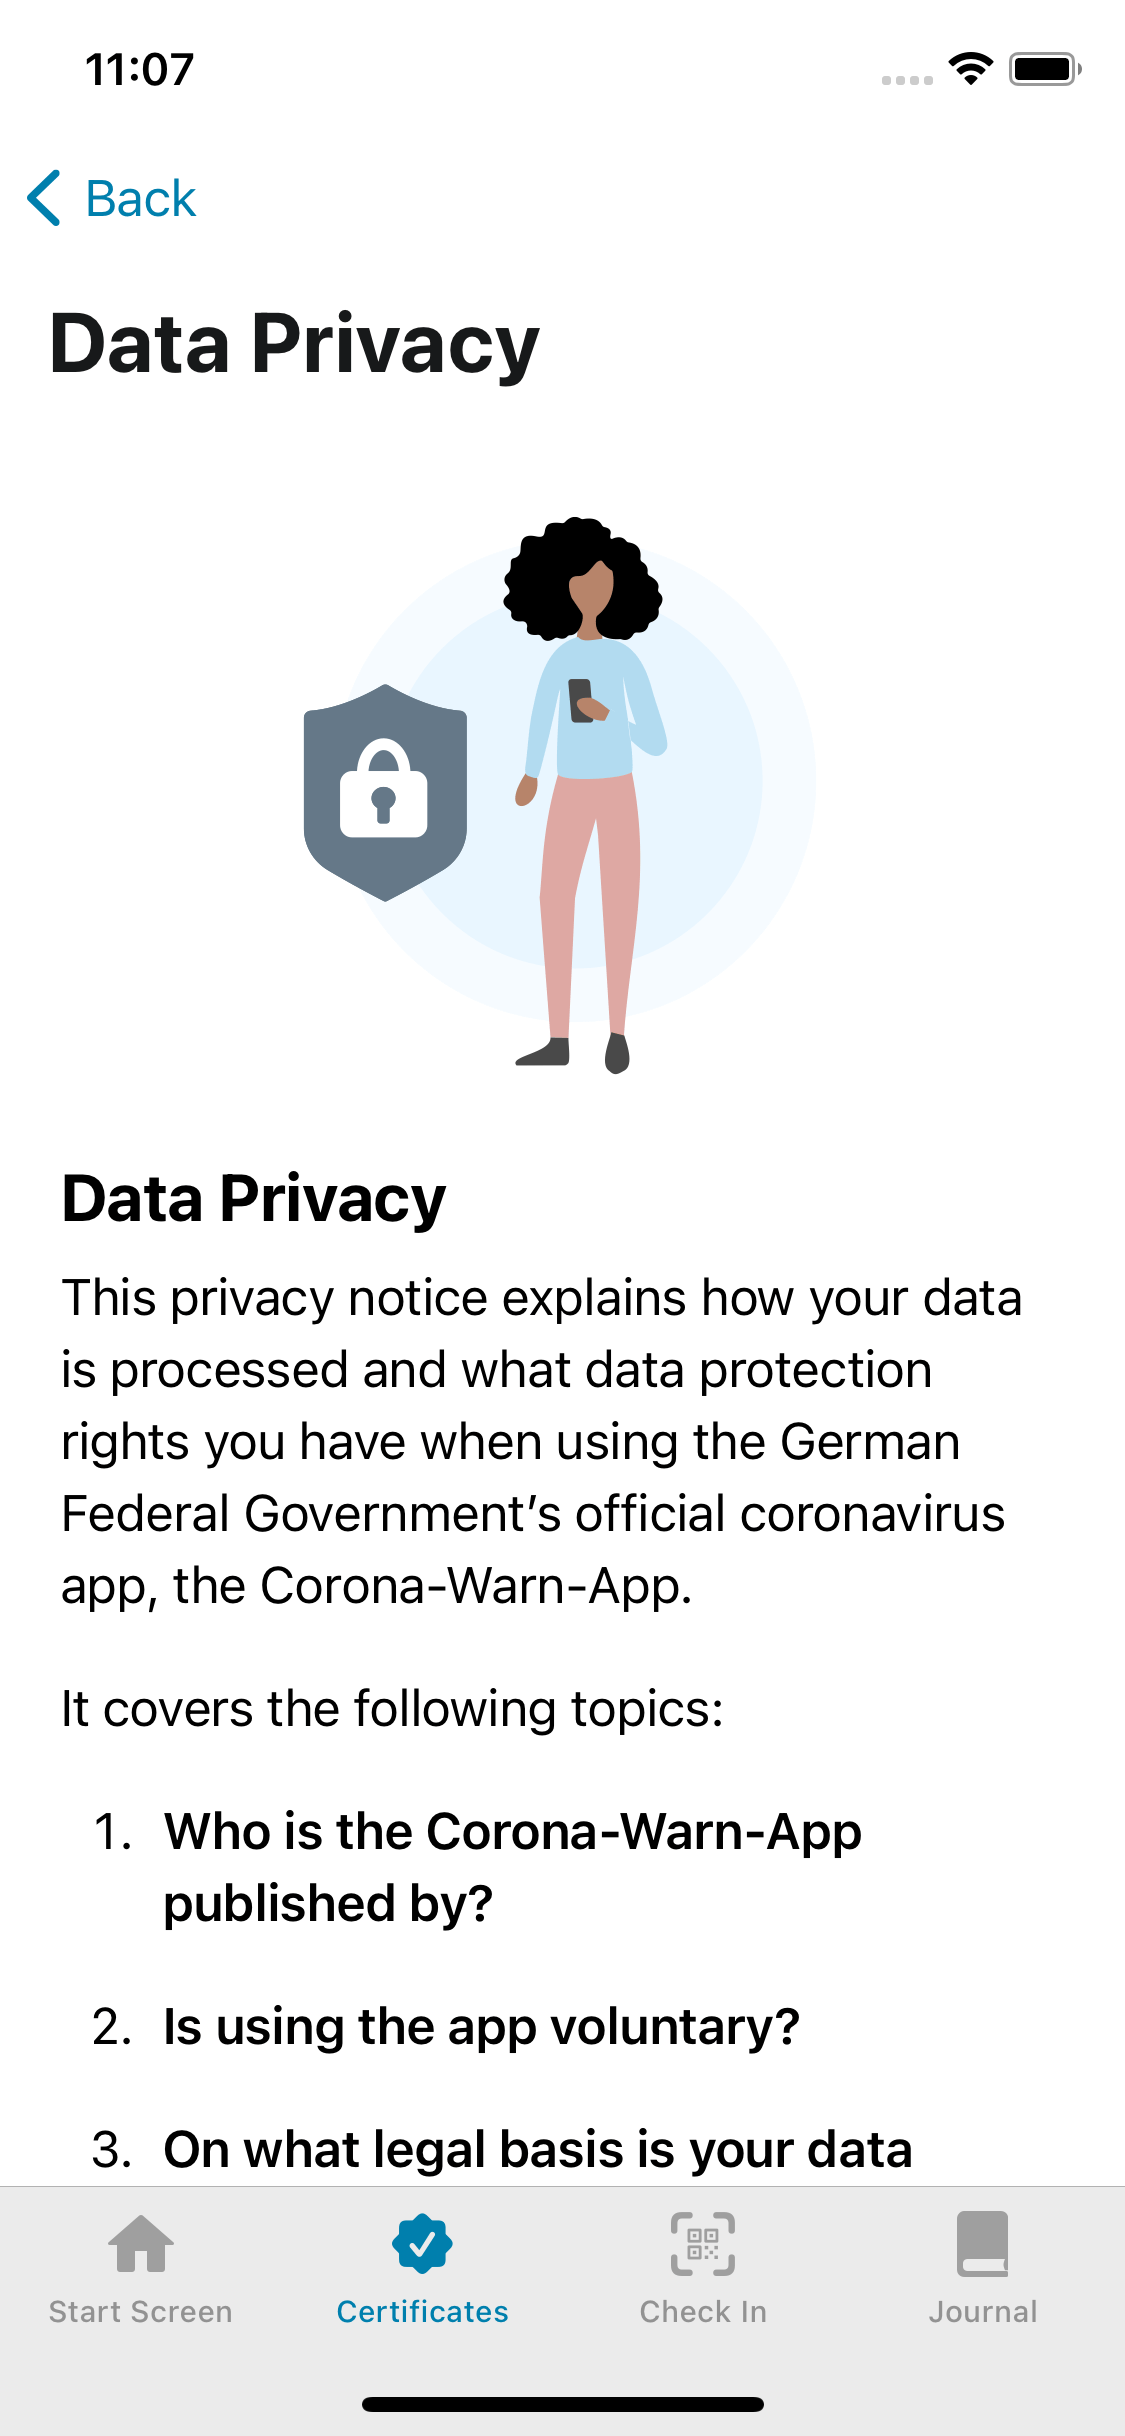 11:07
Back
Data Privacy
Data Privacy
This privacy notice explains how your data
is processed and what data protection
rights you have when using the German
Federal Government’s official coronavirus
app, the Corona-Warn-App.
It covers the following topics:
1. Who is the Corona-Warn-App
published by?
2. Is using the app voluntary?
3. On what legal basis is your data
Start Screen
Certificates
Check In
Journal